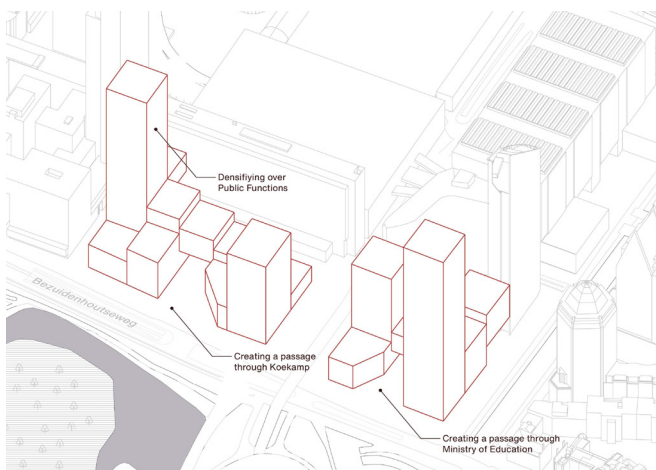 Densifiying over
Public Functions
Bezuidenhoutseweg
Creating a passage
through Koekamp
Creating a passage through
Ministry of Education